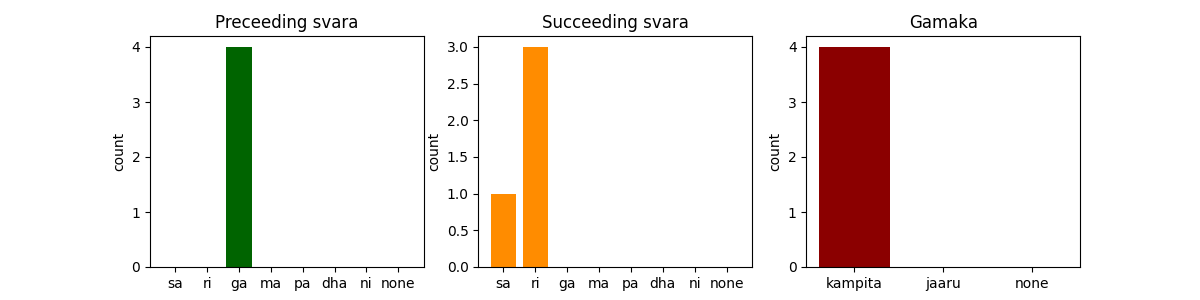 Preceeding svara
count
4
3
2
1
0
sa ri ga ma pa dha ni none
Succeeding svara
count
3.0
2.5
2.0
1.5
1.0
0.5
0.0
sa ri ga ma pa dha ni none
Gamaka
count
4
3
2
1
0
kampita jaaru none